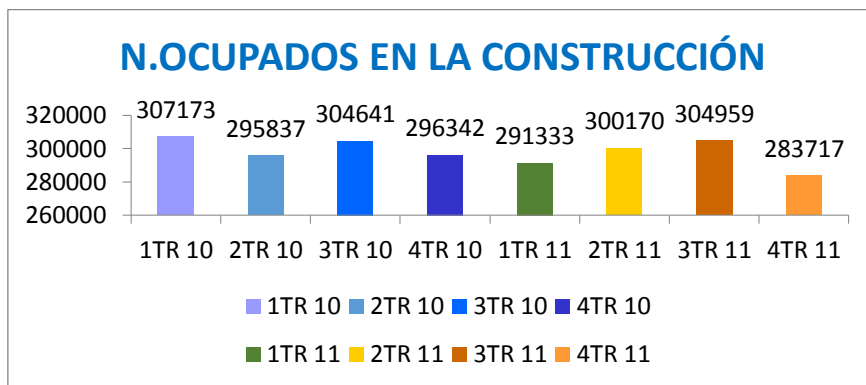 N.OCUPADOS EN LA CONSTRUCCIÓN
320000
300000
280000
260000
307173 295837 304641 296342 291333 300170 304959 283717
1TR 10 2TR 10 3TR 10 4TR 10 1TR 11 2TR 11 3TR 11 4TR 11
1TR 10 2TR 10 3TR 10 4TR 10
1TR 11 2TR 11 3TR 11 4TR 11